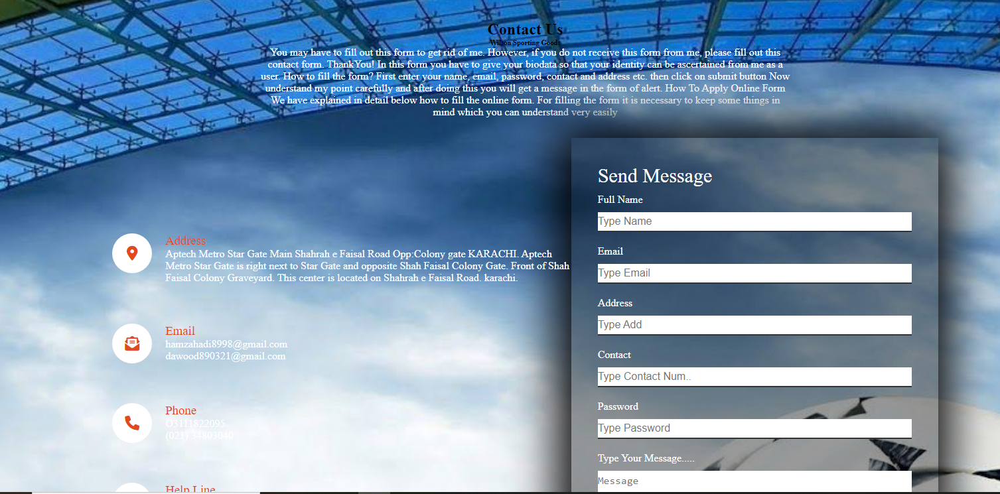 Contact Us
Wilson Sporting Goods
You may have to fill out this form to get rid of me. However, if you do not receive this form from me, please fill out this
contact form. ThankYou! In this form you have to give your biodata so that your identity can be ascertained from me as a
user. How to fill the form? First enter your name, email, password, contact and address etc. then click on submit button Now
understand my point carefully and after doing this you will get a message in the form of alert. How To Apply Online Form
We have explained in detail below how to fill the online form. For filling the form it is necessary to keep some things in
mind which you can understand very easily
Address
Aptech Metro Star Gate Main Shahrah e Faisal Road Opp:Colony gate KARACHI. Aptech
Metro Star Gate is right next to Star Gate and opposite Shah Faisal Colony Gate. Front of Shah
Faisal Colony Graveyard. This center is located on Shahrah e Faisal Road. karachi.
Email
hamzahadi8998@gmail.com
dawood890321@gmail.com
Phone
O3111822095
(021) 34803040
Help Line
Send Message
Full Name
Type Name
Email
Type Email
Address
Type Add
Contact
Type Contact Num..
Password
Type Password
Type Your Message.....
Message